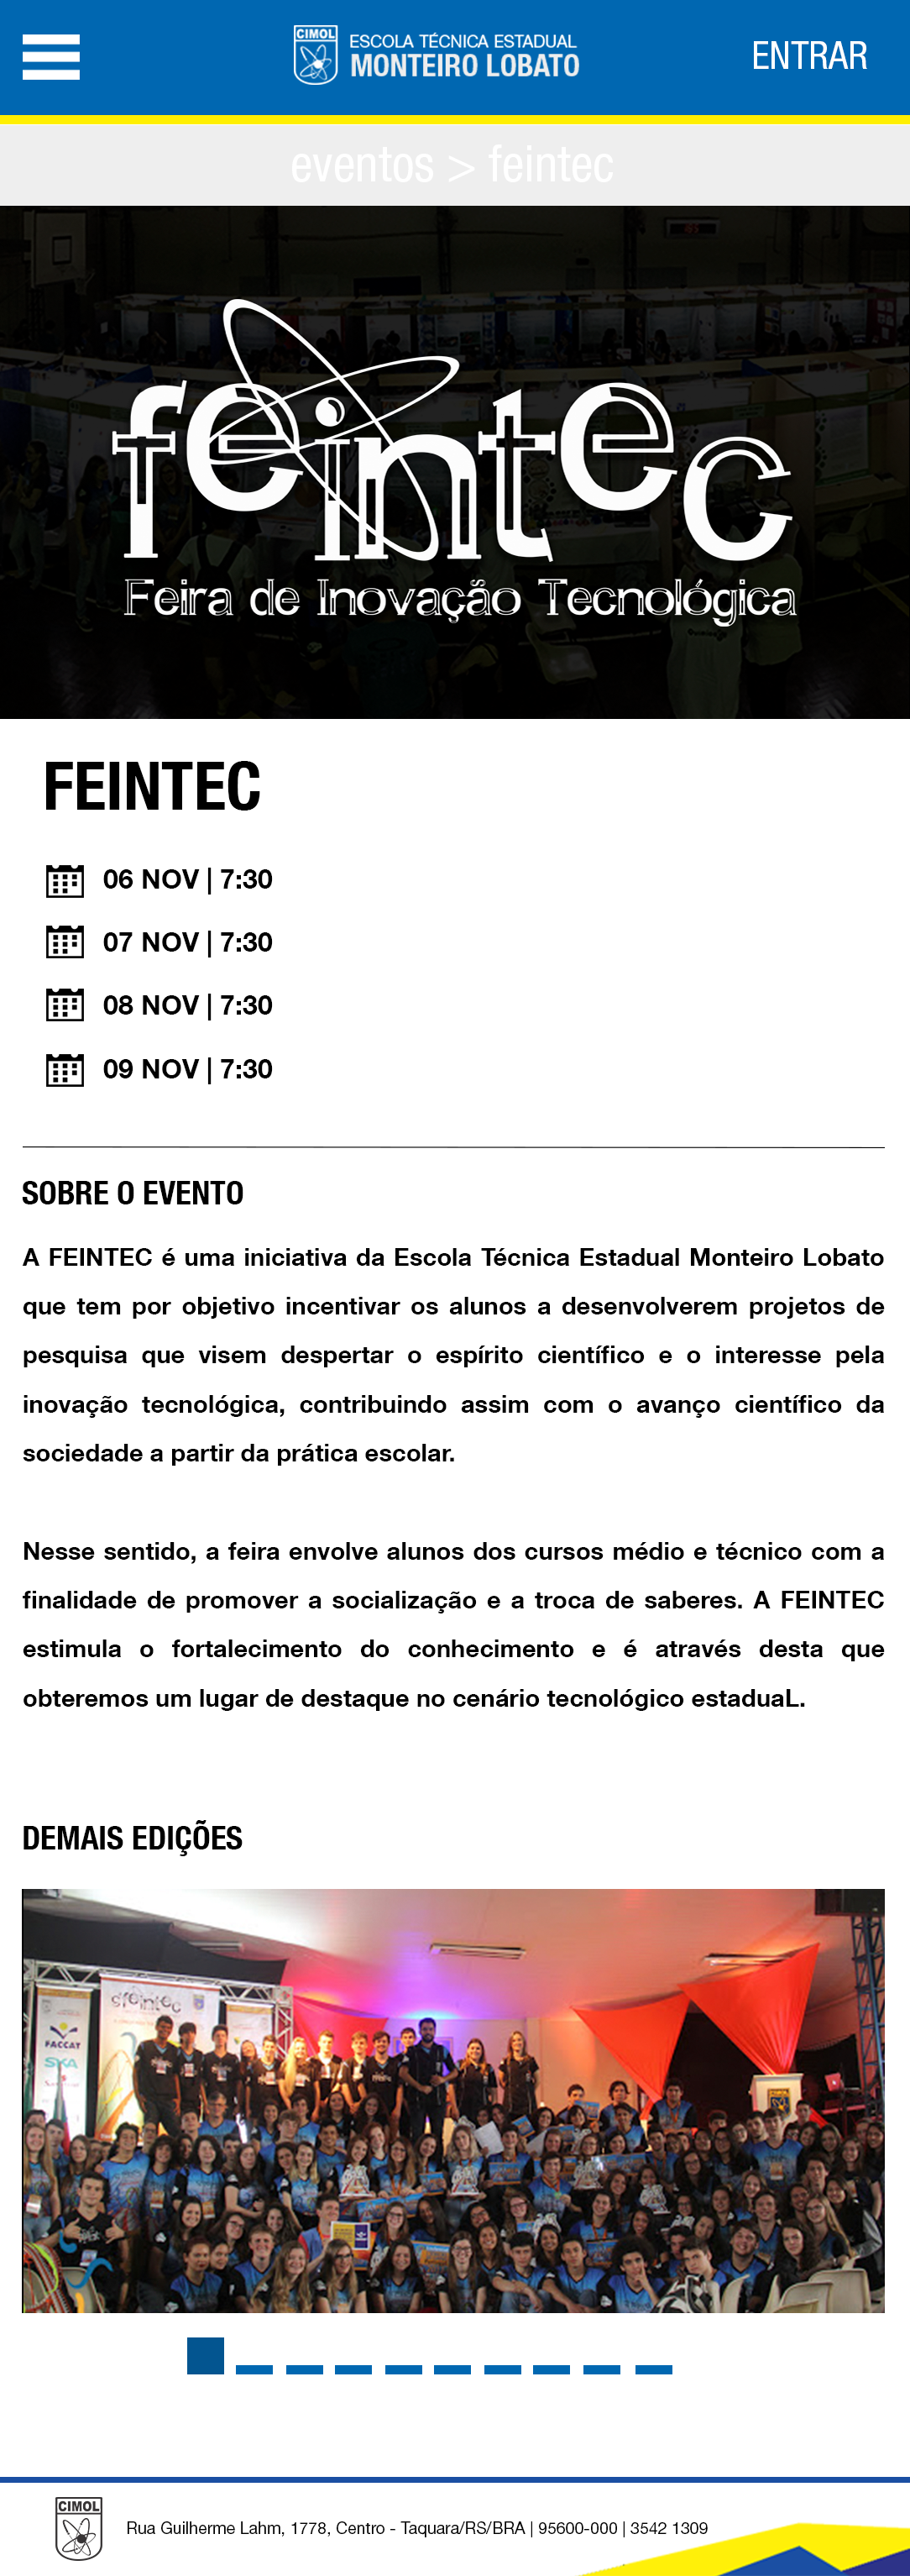 CIMOL
ESCOLA TÉCNICA ESTADUAL
MONTEIRO LOBATO
ENTRAR
eventos > feintec
feintec
Feira de Inovação Tecnológica
FEINTEC
06 NOV | 7:30
07 NOV | 7:30
08 NOV | 7:30
09 NOV | 7:30
SOBRE O EVENTO
A FEINTEC é uma iniciativa da Escola Técnica Estadual Monteiro Lobato
que tem por objetivo incentivar os alunos a desenvolverem projetos de
pesquisa que visem despertar o espírito científico e o interesse pela
inovação tecnológica, contribuindo assim com o avanço científico da
sociedade a partir da prática escolar.
Nesse sentido, a feira envolve alunos dos cursos médio e técnico com a
finalidade de promover a socialização e a troca de saberes. A FEINTEC
estimula o fortalecimento do conhecimento e é através desta que
obteremos um lugar de destaque no cenário tecnológico estaduaL.
DEMAIS EDIÇÕES
feintec
FACCAT
SKA
CIMOL
Rua Guilherme Lahm, 1778, Centro - Taquara/RS/BRA | 95600-000 | 3542 1309